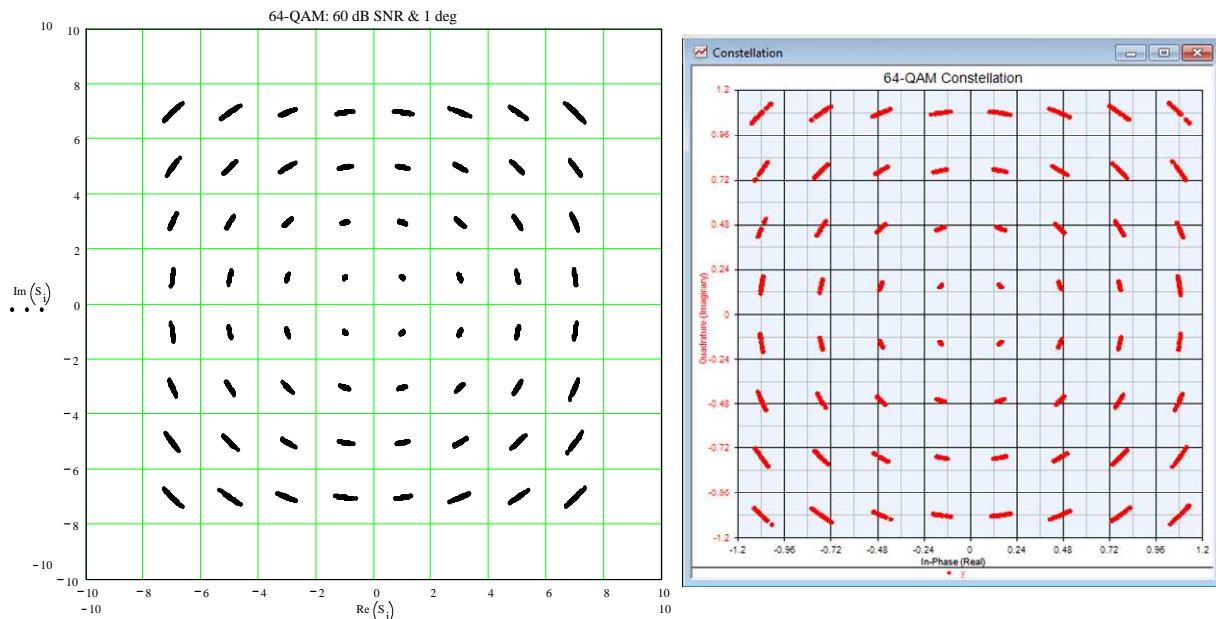 64-QAM: 60 dB SNR & 1 deg
10
10
8
6
4
2
0
−2
−4
−6
−8
−10
−10
Im(S_i)
...
−10 −8 −6 −4 −2 0 2 4 6 8 10
−10 Re(S_i) 10
Constellation
64-QAM Constellation
1.2
0.96
0.72
0.48
0.24
0
-0.24
-0.48
-0.72
-0.96
-1.2
Quadrature (Imaginary)
-1.2 -0.96 -0.72 -0.48 -0.24 0 0.24 0.48 0.72 0.96 1.2
In-Phase (Real)
y